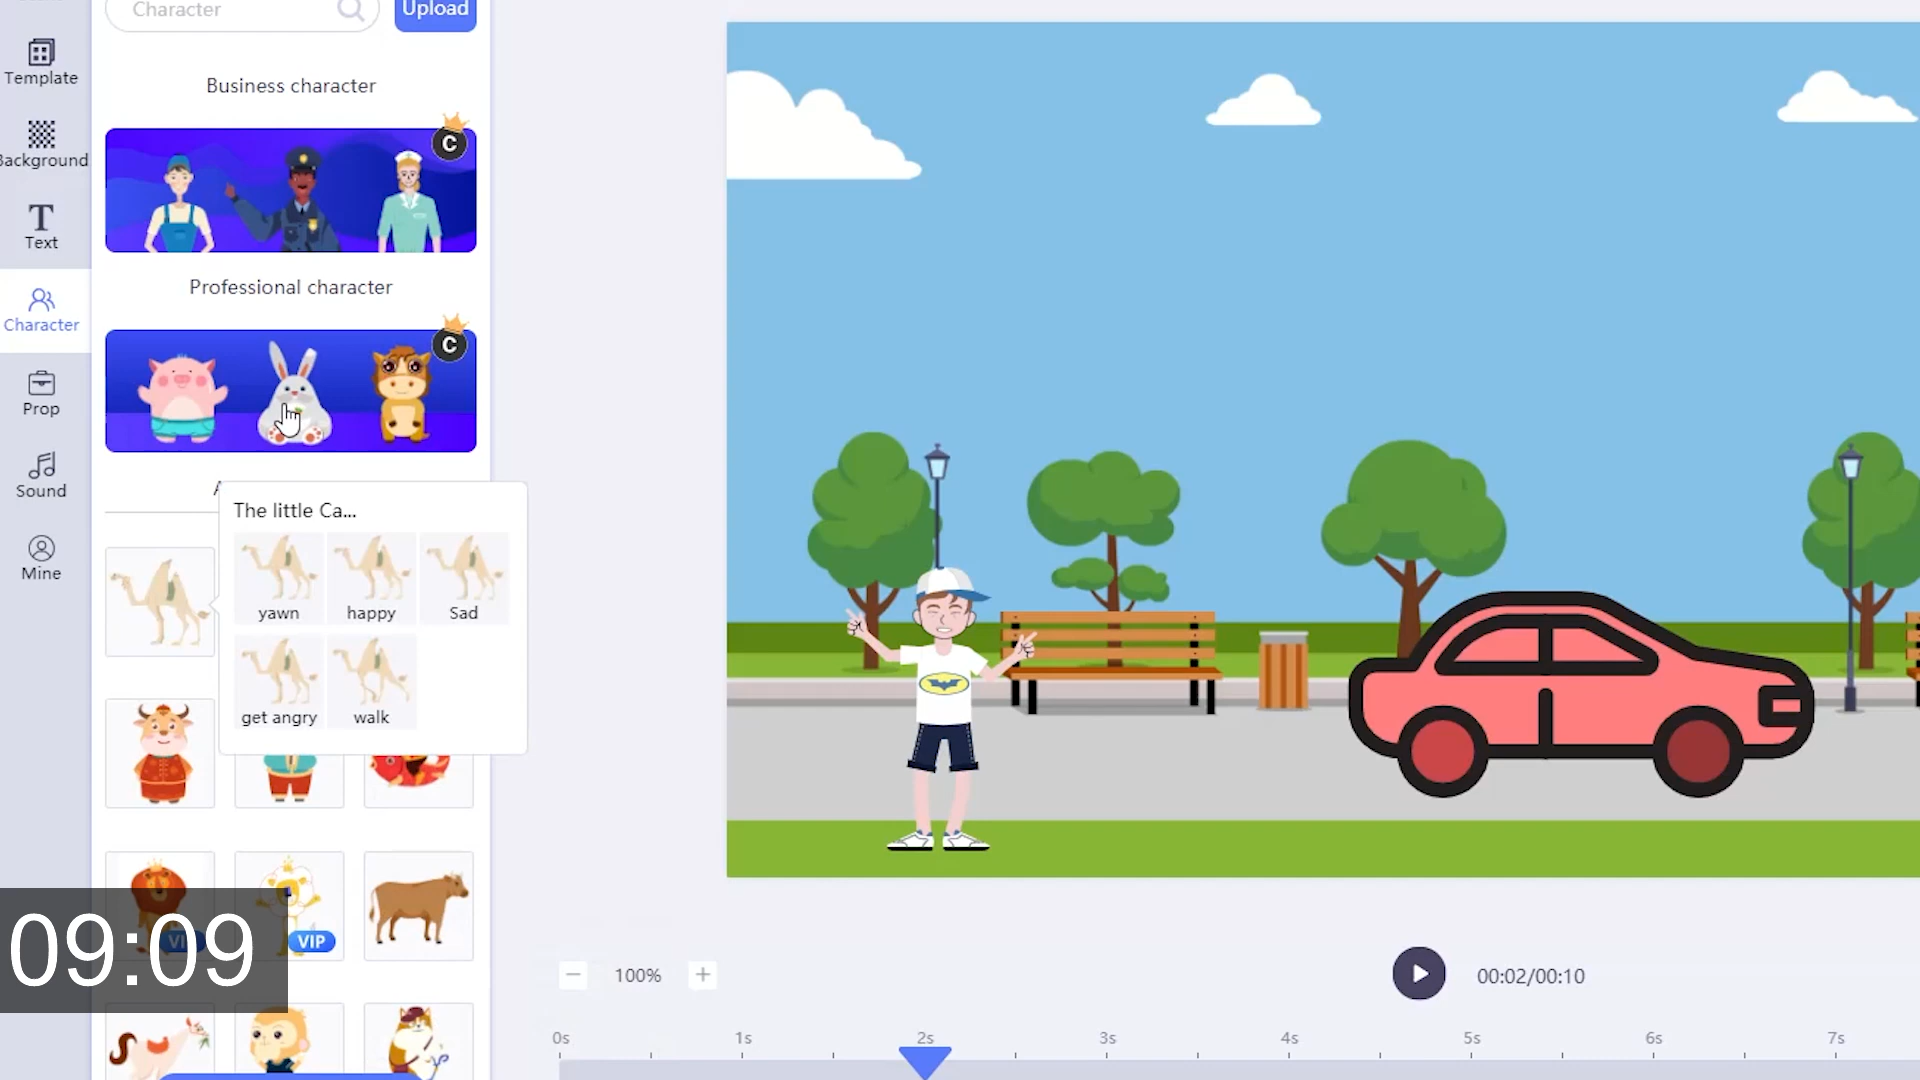 Character
Upload
Template
Background
Text
Character
Prop
Sound
Mine
Business character
C
Professional character
C
The little Ca...
yawn
happy
Sad
get angry
walk
VIP
VIP
09:09
100%
00:02/00:10
0s
1s
2s
3s
4s
5s
6s
7s